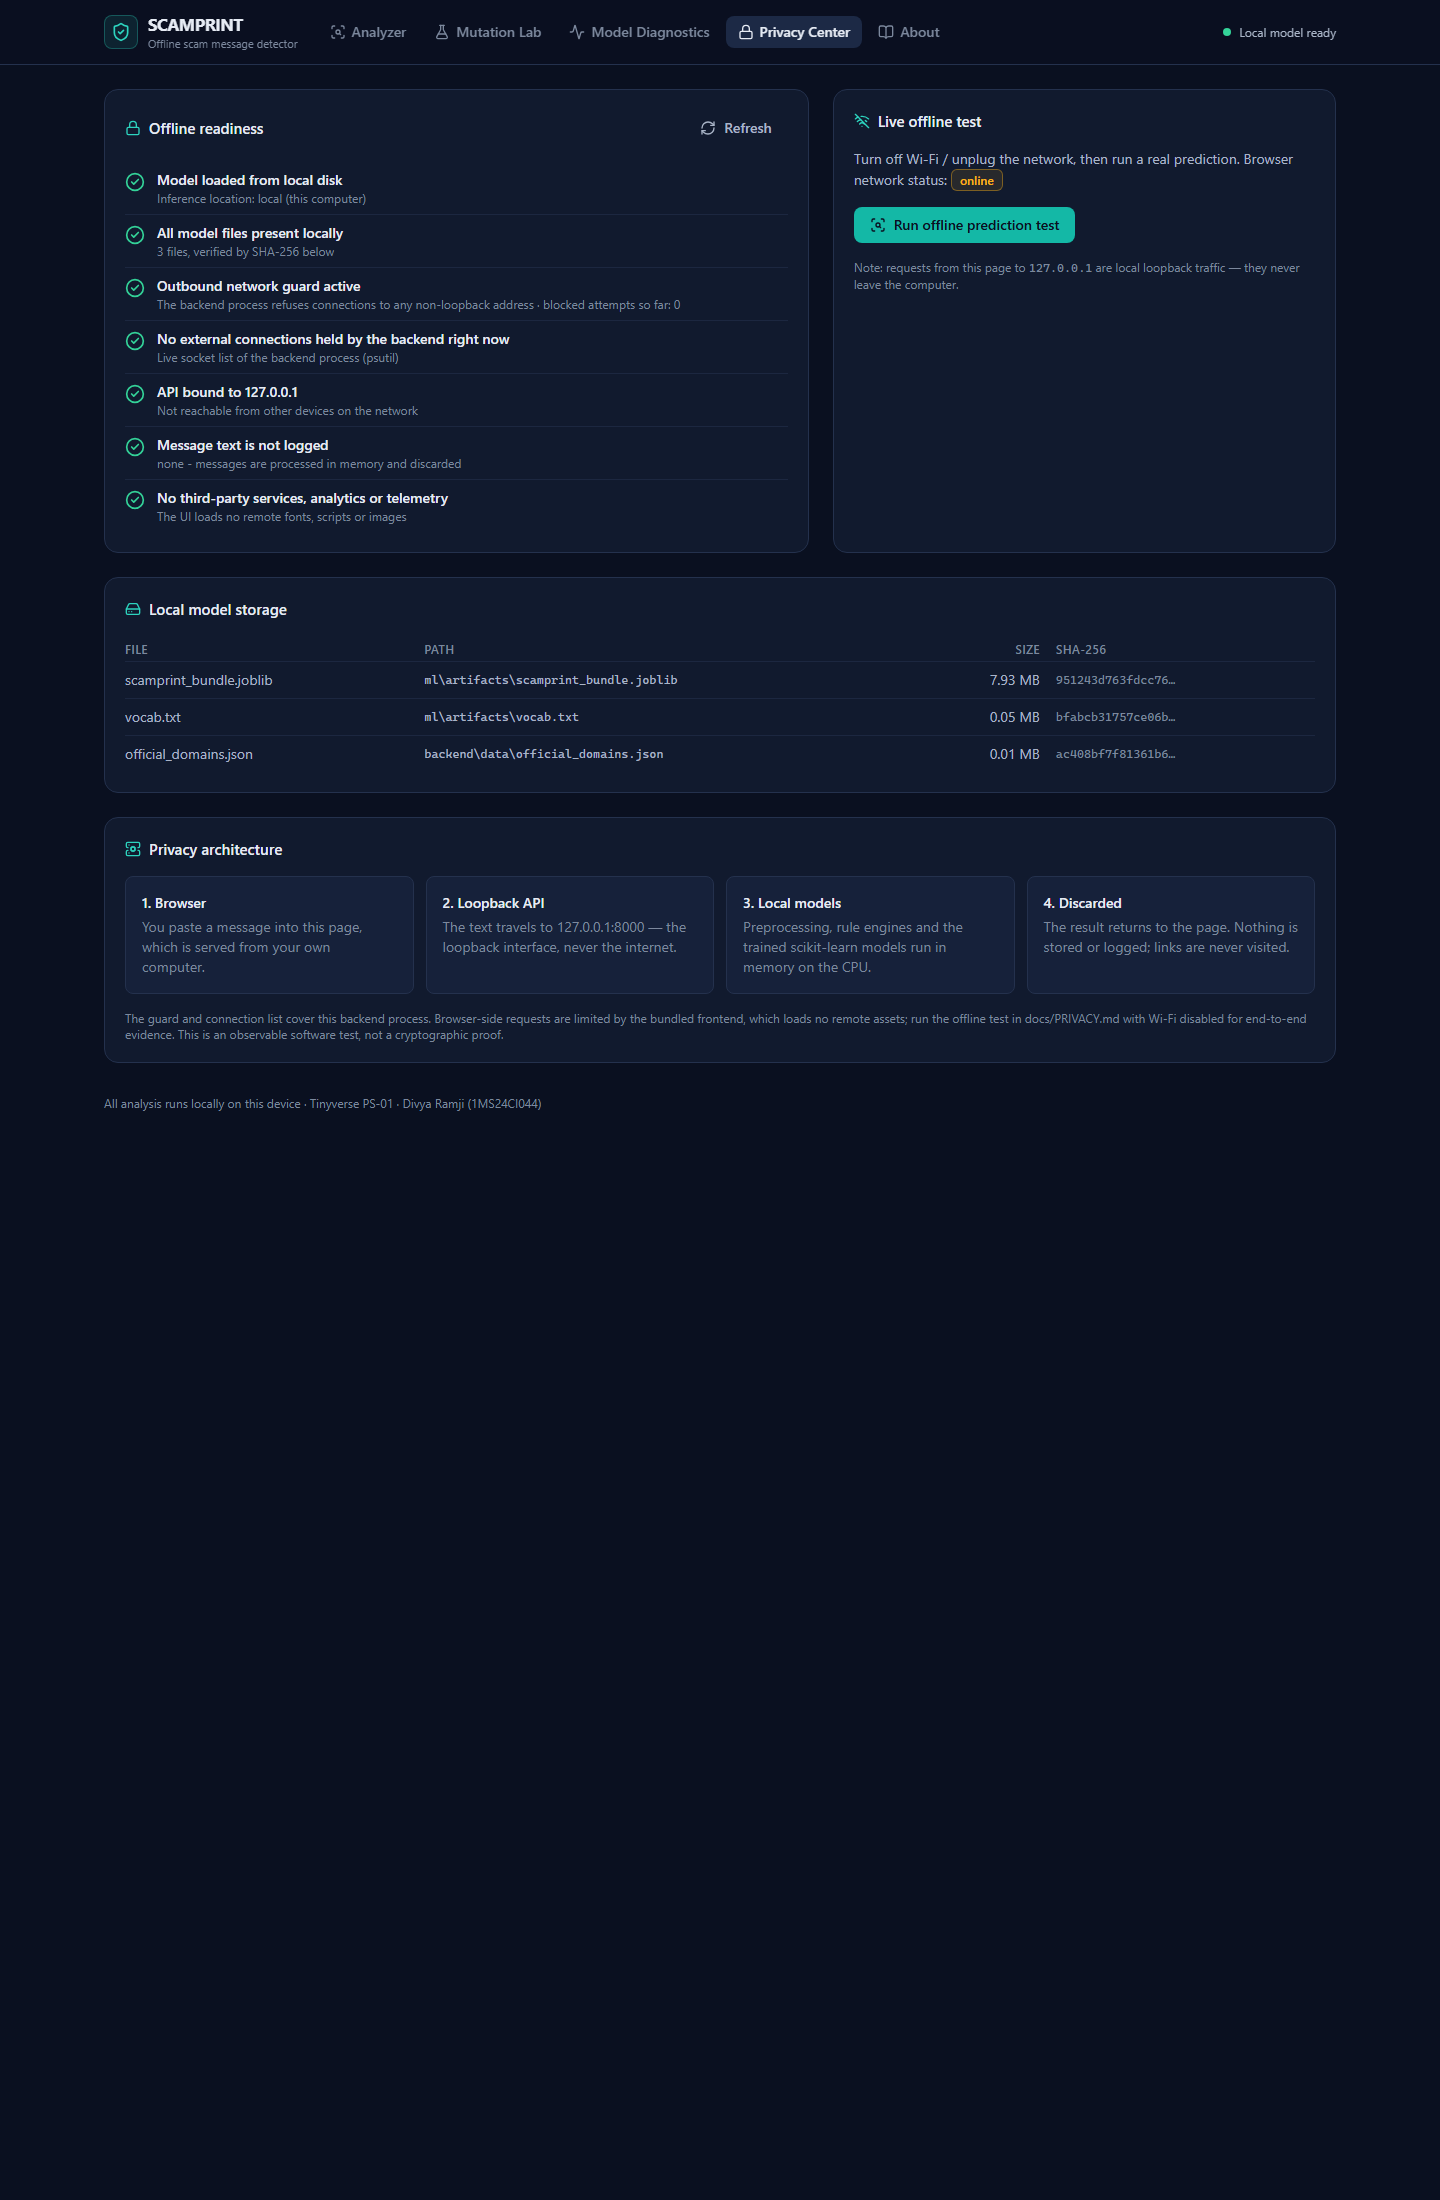 SCAMPRINT
Offline scam message detector
Analyzer
Mutation Lab
Model Diagnostics
Privacy Center
About
Local model ready
Offline readiness
Refresh
Model loaded from local disk
Inference location: local (this computer)
All model files present locally
3 files, verified by SHA-256 below
Outbound network guard active
The backend process refuses connections to any non-loopback address · blocked attempts so far: 0
No external connections held by the backend right now
Live socket list of the backend process (psutil)
API bound to 127.0.0.1
Not reachable from other devices on the network
Message text is not logged
none - messages are processed in memory and discarded
No third-party services, analytics or telemetry
The UI loads no remote fonts, scripts or images
Live offline test
Turn off Wi-Fi / unplug the network, then run a real prediction. Browser
network status: online
Run offline prediction test
Note: requests from this page to 127.0.0.1 are local loopback traffic — they never
leave the computer.
Local model storage
FILE PATH SIZE SHA-256
scamprint_bundle.joblib ml\artifacts\scamprint_bundle.joblib 7.93 MB 951243d763fdcc76…
vocab.txt ml\artifacts\vocab.txt 0.05 MB bfabcb31757ce06b…
official_domains.json backend\data\official_domains.json 0.01 MB ac408bf7f81361b6…
Privacy architecture
1. Browser
You paste a message into this page,
which is served from your own
computer.
2. Loopback API
The text travels to 127.0.0.1:8000 — the
loopback interface, never the internet.
3. Local models
Preprocessing, rule engines and the
trained scikit-learn models run in
memory on the CPU.
4. Discarded
The result returns to the page. Nothing is
stored or logged; links are never visited.
The guard and connection list cover this backend process. Browser-side requests are limited by the bundled frontend, which loads no remote assets; run the offline test in docs/PRIVACY.md with Wi-Fi disabled for end-to-end
evidence. This is an observable software test, not a cryptographic proof.
All analysis runs locally on this device · Tinyverse PS-01 · Divya Ramji (1MS24CI044)